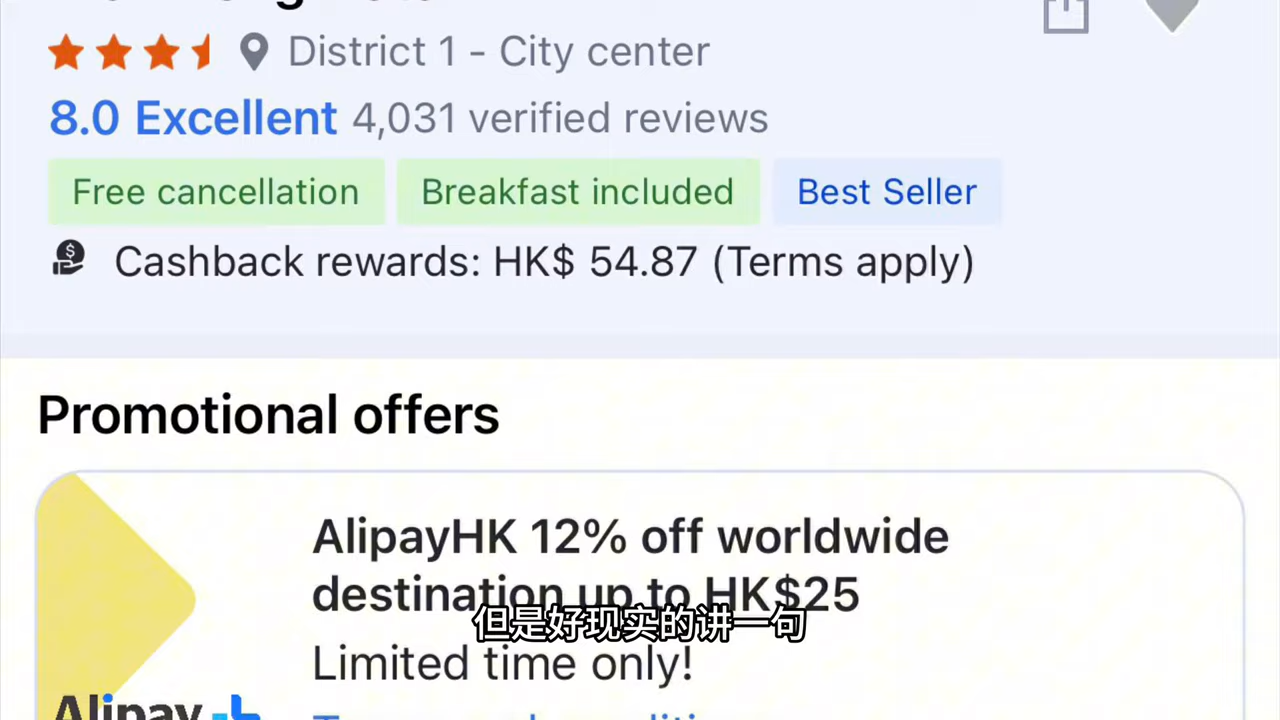 District 1 - City center
8.0 Excellent 4,031 verified reviews
Free cancellation
Breakfast included
Best Seller
Cashback rewards: HK$ 54.87 (Terms apply)
Promotional offers
AlipayHK 12% off worldwide
destination up to HK$25
但是好现实的讲一句
Limited time only!
Alipay